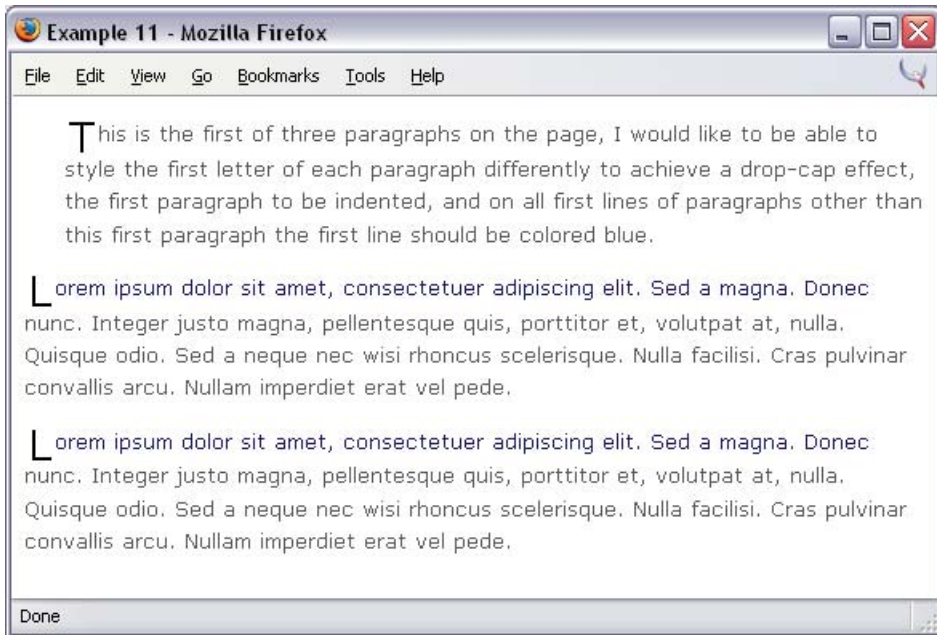 Example 11 - Mozilla Firefox
File Edit View Go Bookmarks Tools Help
This is the first of three paragraphs on the page, I would like to be able to
style the first letter of each paragraph differently to achieve a drop-cap effect,
the first paragraph to be indented, and on all first lines of paragraphs other than
this first paragraph the first line should be colored blue.
Lorem ipsum dolor sit amet, consectetuer adipiscing elit. Sed a magna. Donec
nunc. Integer justo magna, pellentesque quis, porttitor et, volutpat at, nulla.
Quisque odio. Sed a neque nec wisi rhoncus scelerisque. Nulla facilisi. Cras pulvinar
convallis arcu. Nullam imperdiet erat vel pede.
Lorem ipsum dolor sit amet, consectetuer adipiscing elit. Sed a magna. Donec
nunc. Integer justo magna, pellentesque quis, porttitor et, volutpat at, nulla.
Quisque odio. Sed a neque nec wisi rhoncus scelerisque. Nulla facilisi. Cras pulvinar
convallis arcu. Nullam imperdiet erat vel pede.
Done